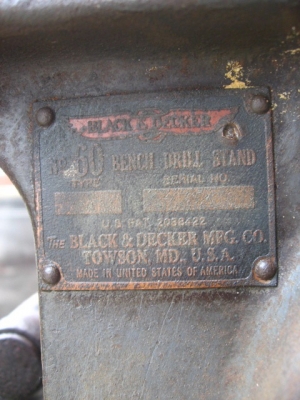 BLACK & DECKER
No. 60 BENCH DRILL STAND
TYPE SERIAL NO.
U.S. PAT. 2038422
The BLACK & DECKER MFG. CO.
TOWSON, MD., U.S.A.
MADE IN UNITED STATES OF AMERICA